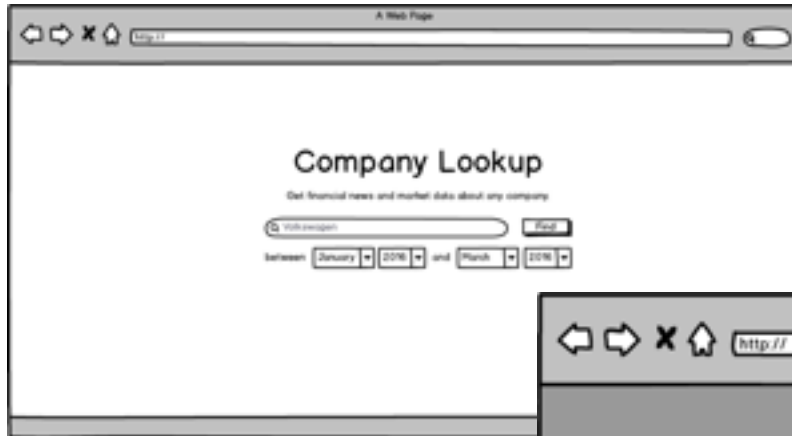 A Web Page
http://
Company Lookup
Get financial news and market data about any company
Volkswagen Find
between January 2016 and March 2016
http://